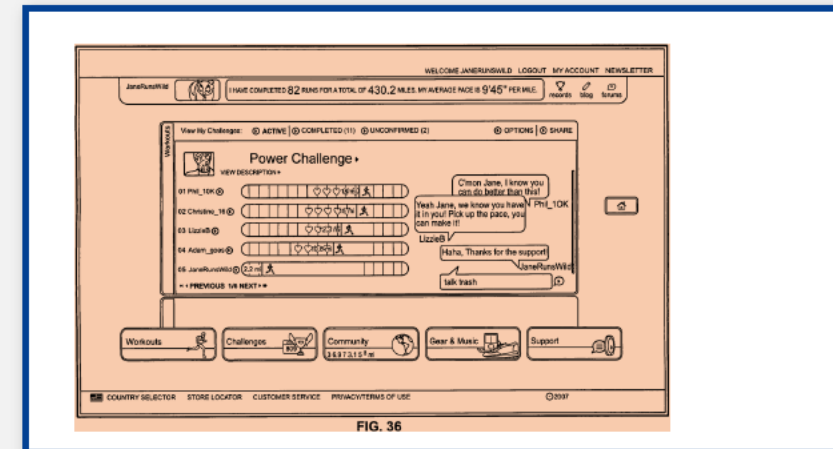 WELCOME JANERUNSWILD LOGOUT MY ACCOUNT NEWSLETTER
JaneRunsWild
I HAVE COMPLETED 82 RUNS FOR A TOTAL OF 430.2 MILES. MY AVERAGE PACE IS 9'45" PER MILE.
records blog forums
Workouts
View My Challenges: ACTIVE COMPLETED (11) UNCONFIRMED (2) OPTIONS SHARE
Power Challenge
VIEW DESCRIPTION
01 Phil_10K
02 Christine_16
03 LizzieB
04 Adam_goes
05 JaneRunsWild 2.2 mi
PREVIOUS 1/6 NEXT
C'mon Jane, I know you
can do better than this!
Phil_10K
Yeah Jane, we know you have
it in you! Pick up the pace, you
can make it!
LizzieB
Haha, Thanks for the support!
JaneRunsWild
talk trash
Workouts
Challenges
Community
Gear & Music
Support
COUNTRY SELECTOR STORE LOCATOR CUSTOMER SERVICE PRIVACY/TERMS OF USE
2007
FIG. 36